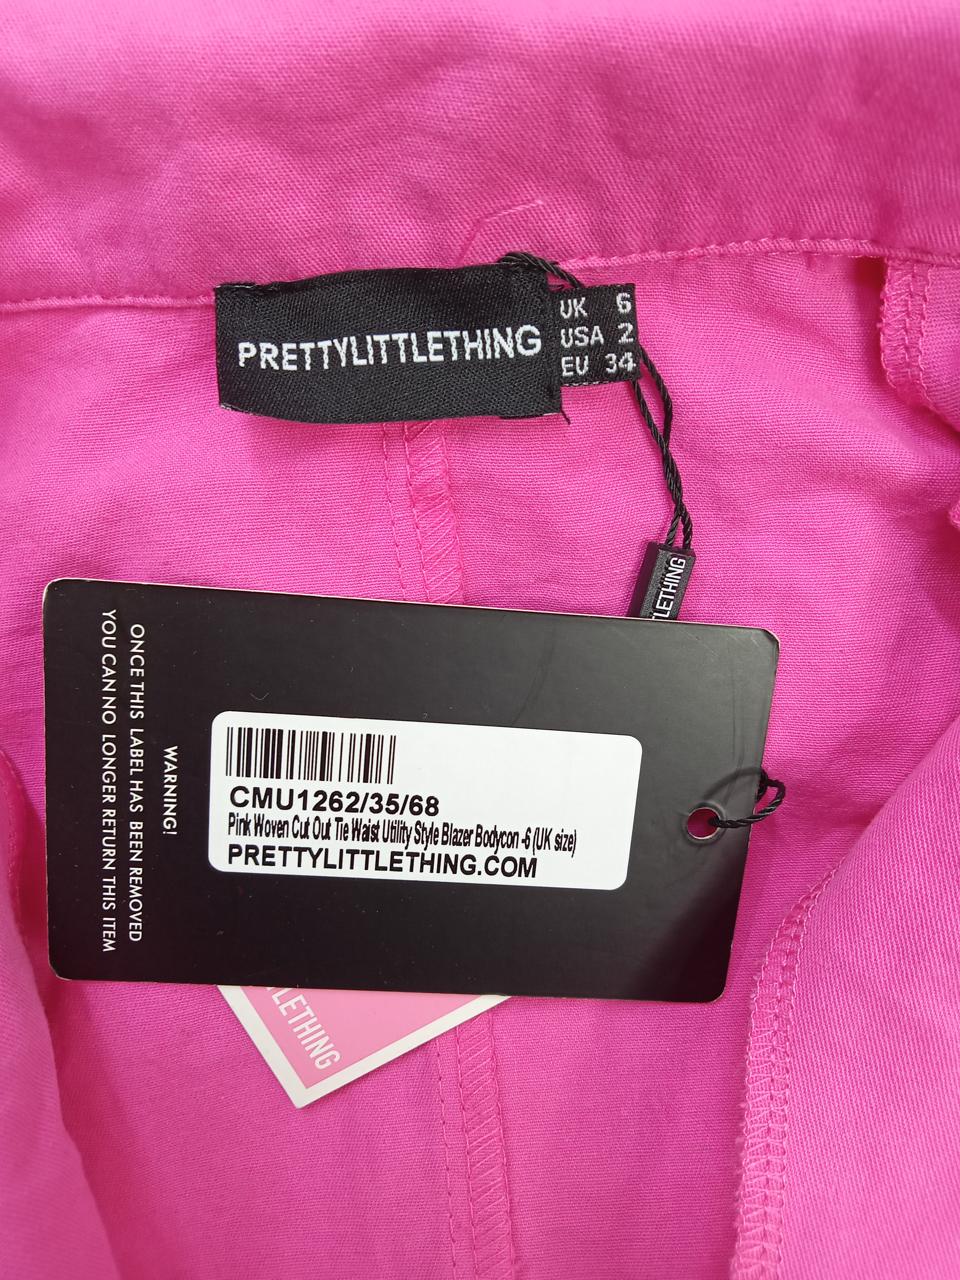 PRETTYLITTLETHING
UK 6
USA 2
EU 34
TLETHING
CMU1262/35/68
Pink Woven Cut Out Tie Waist Utility Style Blazer Bodycon -6 (UK size)
PRETTYLITTLETHING.COM
WARNING!
ONCE THIS LABEL HAS BEEN REMOVED
YOU CAN NO LONGER RETURN THIS ITEM
TLETHING